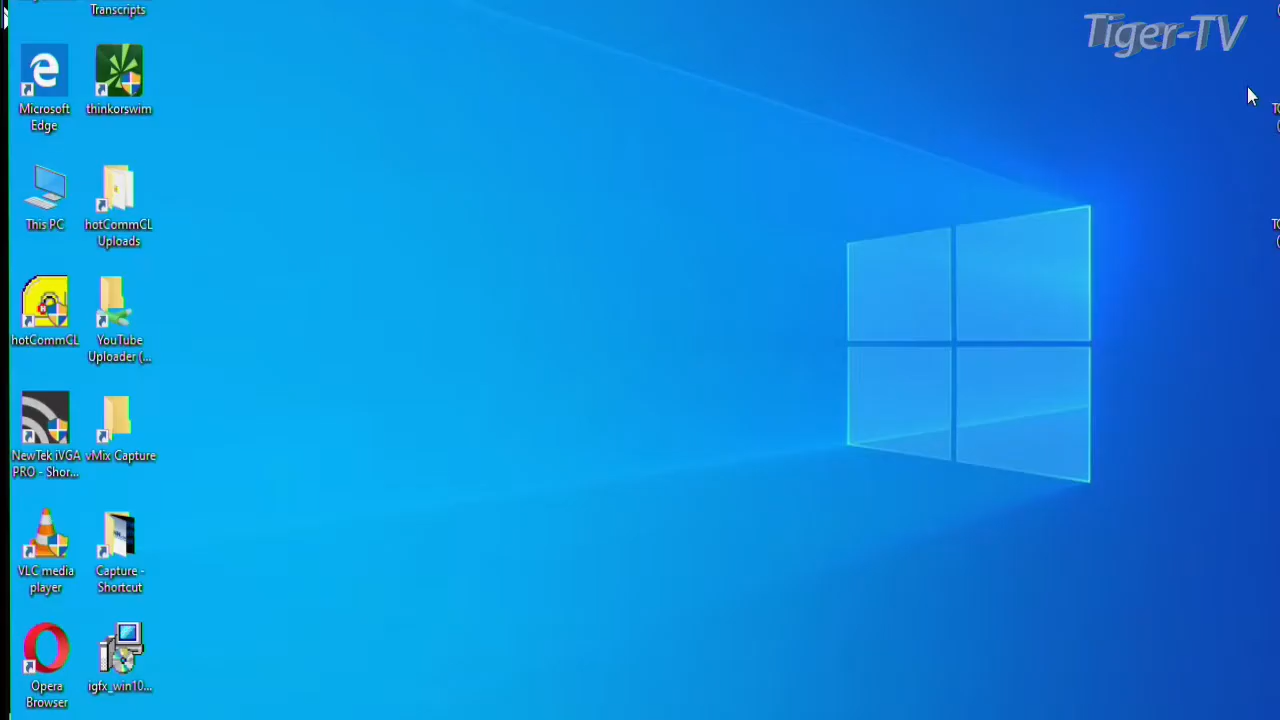 Transcripts
Tiger-TV
Microsoft
Edge
thinkorswim
This PC
hotCommCL
Uploads
hotCommCL
YouTube
Uploader (...
NewTek iVGA
PRO - Shor...
vMix Capture
VLC media
player
Capture -
Shortcut
Opera
Browser
igfx_win10...